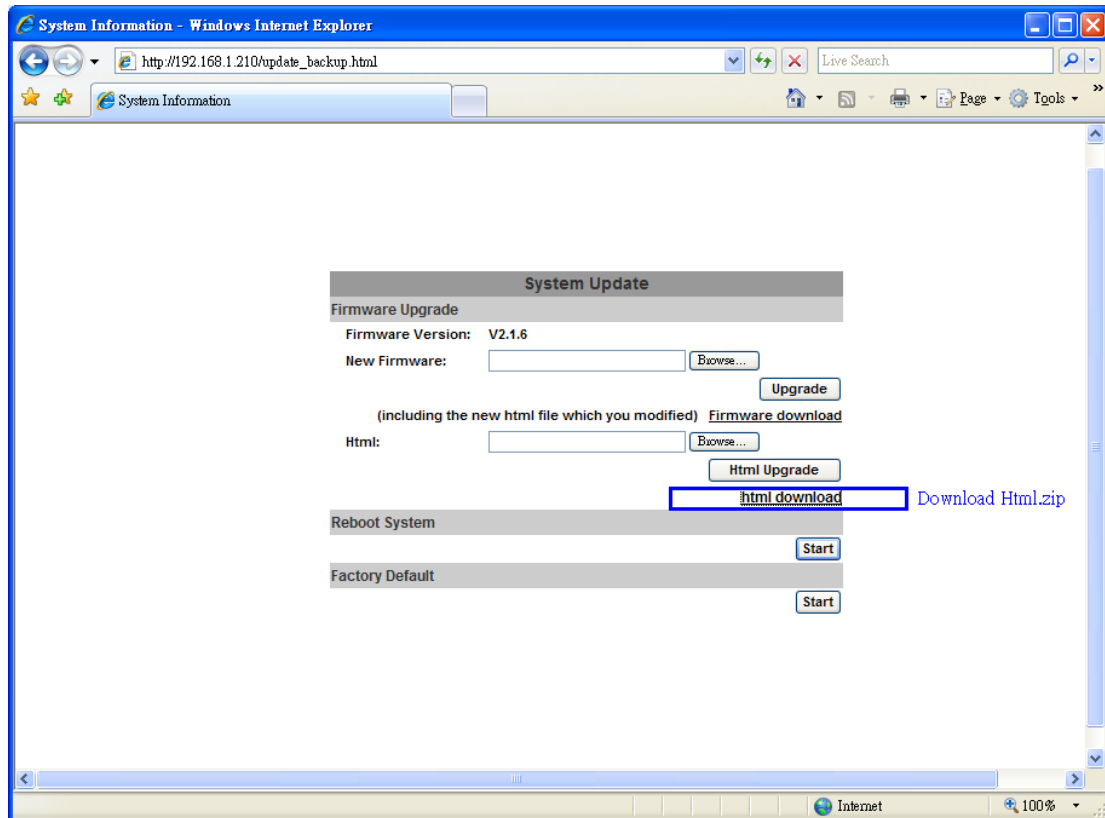 System Information - Windows Internet Explorer
http://192.168.1.210/update_backup.html
Live Search
System Information
Page
Tools
»
System Update
Firmware Upgrade
Firmware Version: V2.1.6
New Firmware: Browse...
Upgrade
(including the new html file which you modified) Firmware download
Html: Browse...
Html Upgrade
html download Download Html.zip
Reboot System
Start
Factory Default
Start
Internet 100%